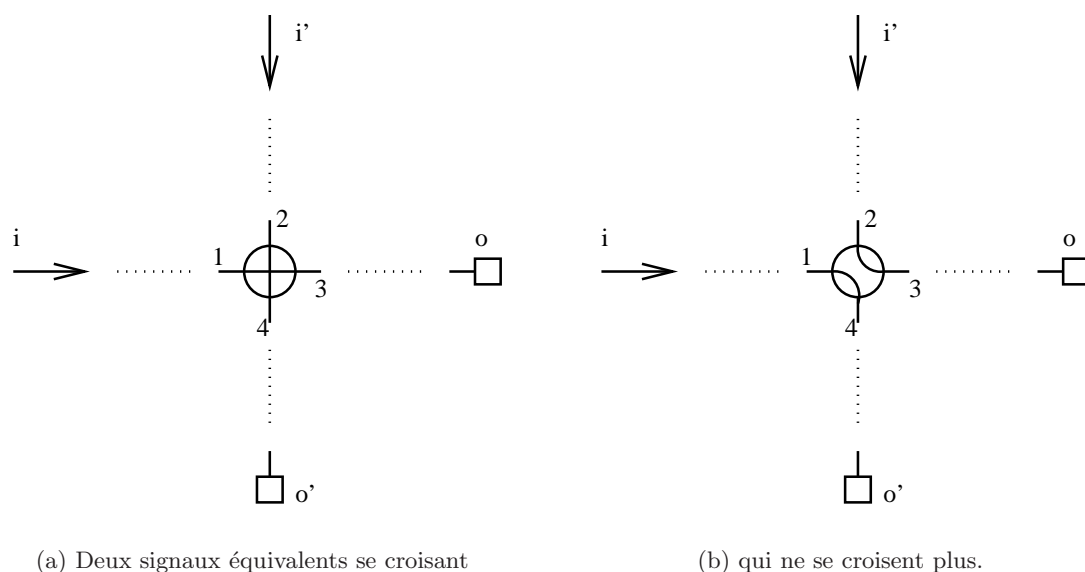 i' i'
2 2
i o i o
1 1
3 3
4 4
o' o'
(a) Deux signaux équivalents se croisant (b) qui ne se croisent plus.